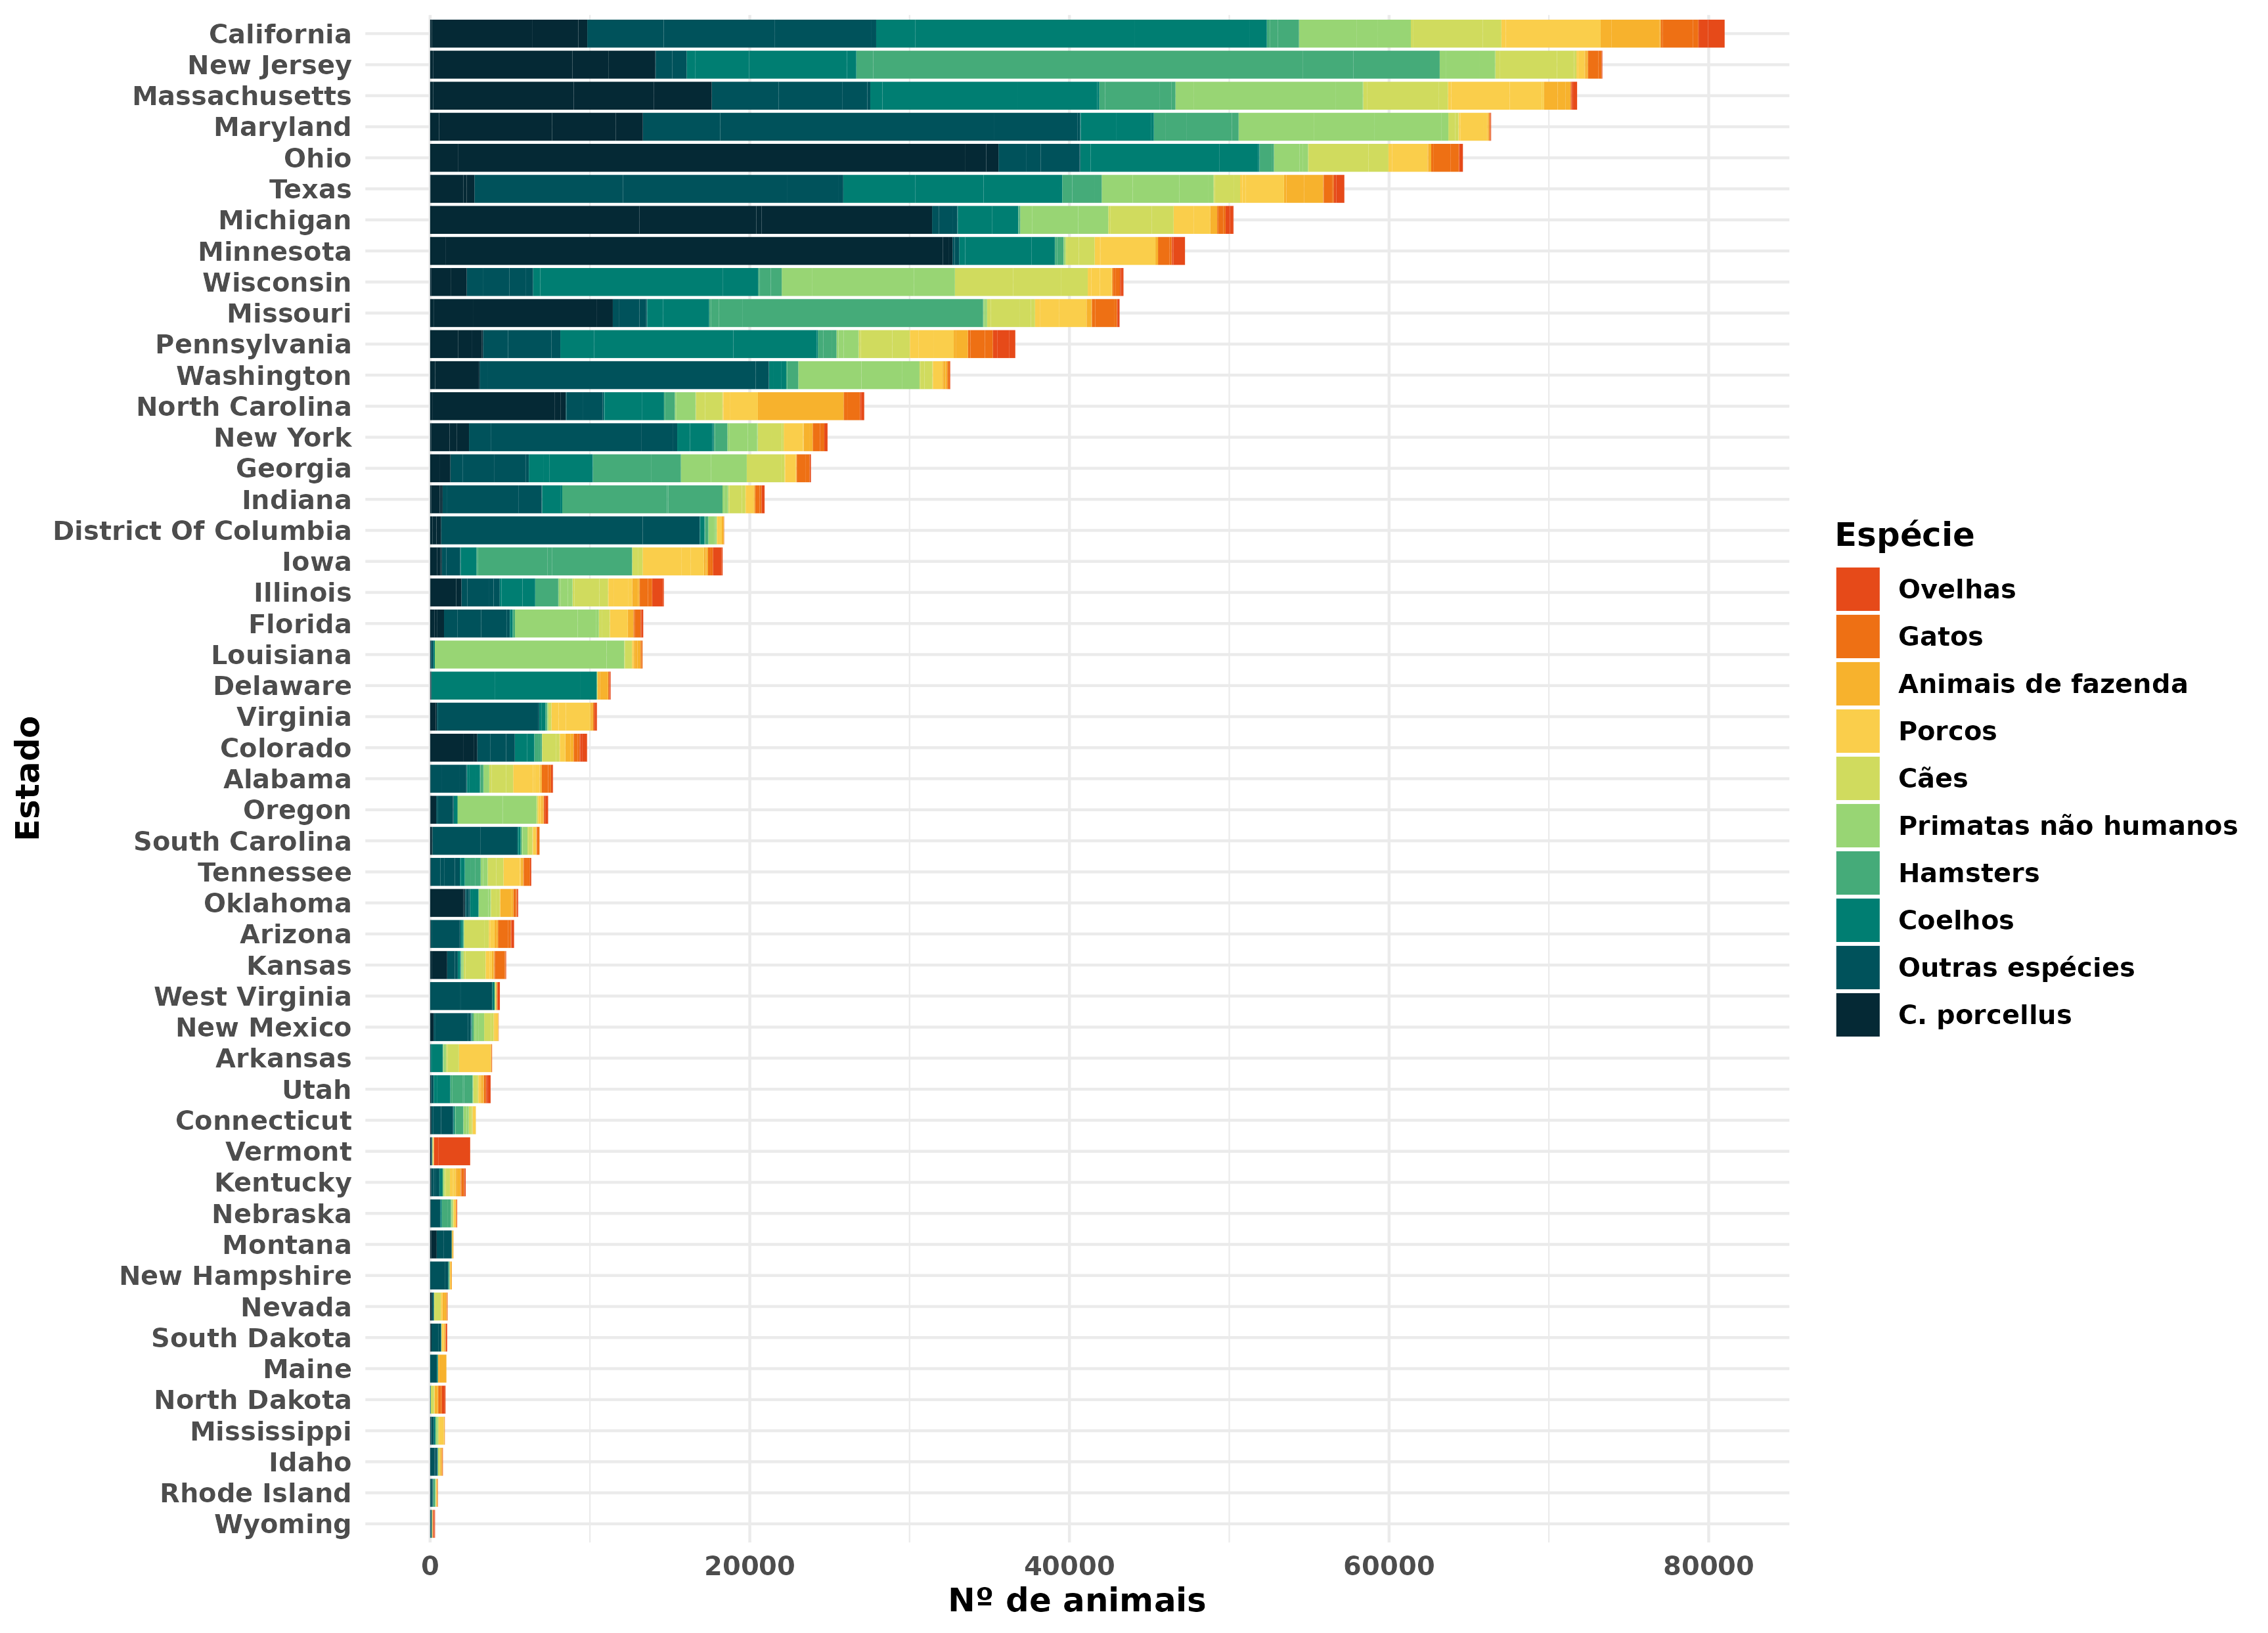 California
New Jersey
Massachusetts
Maryland
Ohio
Texas
Michigan
Minnesota
Wisconsin
Missouri
Pennsylvania
Washington
North Carolina
New York
Georgia
Indiana
District Of Columbia
Iowa
Illinois
Florida
Louisiana
Delaware
Virginia
Colorado
Alabama
Oregon
South Carolina
Tennessee
Oklahoma
Arizona
Kansas
West Virginia
New Mexico
Arkansas
Utah
Connecticut
Vermont
Kentucky
Nebraska
Montana
New Hampshire
Nevada
South Dakota
Maine
North Dakota
Mississippi
Idaho
Rhode Island
Wyoming
Estado
0 20000 40000 60000 80000
Nº de animais
Espécie
Ovelhas
Gatos
Animais de fazenda
Porcos
Cães
Primatas não humanos
Hamsters
Coelhos
Outras espécies
C. porcellus